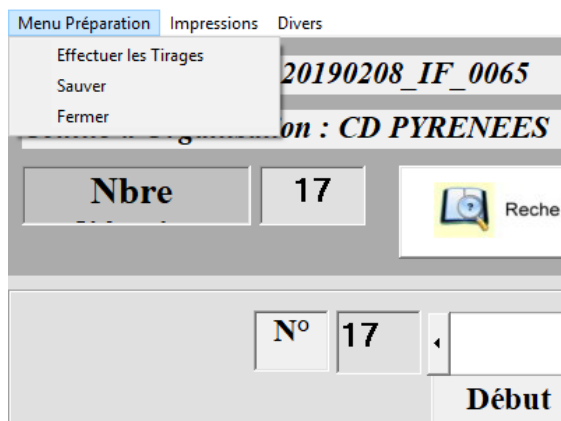 Menu Préparation Impressions Divers
Effectuer les Tirages
Sauver
Fermer
20190208_IF_0065
on : CD PYRENEES
Nbre
17
Reche
N° 17
Début